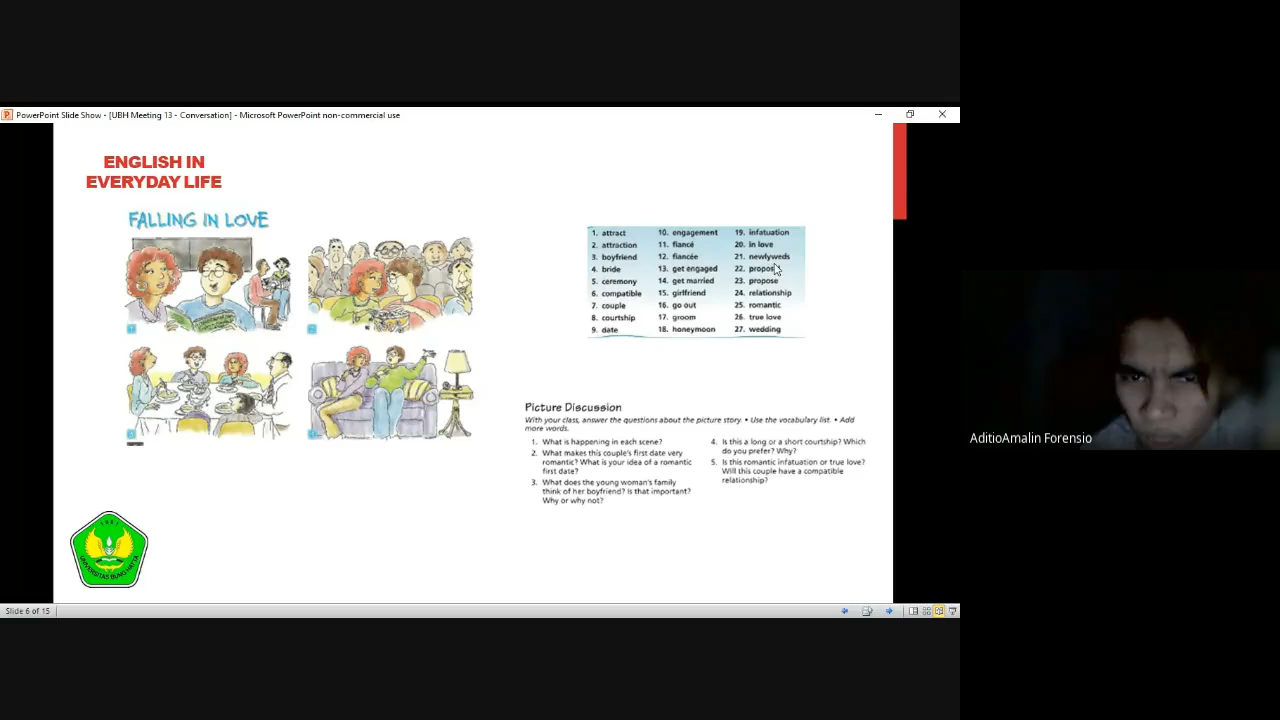 PowerPoint Slide Show - [UBH Meeting 13 - Conversation] - Microsoft PowerPoint non-commercial use
ENGLISH IN
EVERYDAY LIFE
FALLING IN LOVE
1. attract
2. attraction
3. boyfriend
4. bride
5. ceremony
6. compatible
7. couple
8. courtship
9. date
10. engagement
11. fiancé
12. fiancée
13. get engaged
14. get married
15. girlfriend
16. go out
17. groom
18. honeymoon
19. infatuation
20. in love
21. newlyweds
22.
23. propose
24. relationship
25. romantic
26. true love
27. wedding
Picture Discussion
With your class, answer the questions about the picture story. • Use the vocabulary list. • Add
more words.
1. What is happening in each scene?
2. What makes this couple's first date very
romantic? What is your idea of a romantic
first date?
3. What does the young woman's family
think of her boyfriend? Is that important?
Why or why not?
4. Is this a long or a short courtship? Which
do you prefer? Why?
5. Is this romantic infatuation or true love?
Will this couple have a compatible
relationship?
1981
UNIVERSITAS BUNG HATTA
Slide 6 of 15
AditioAmalin Forensio